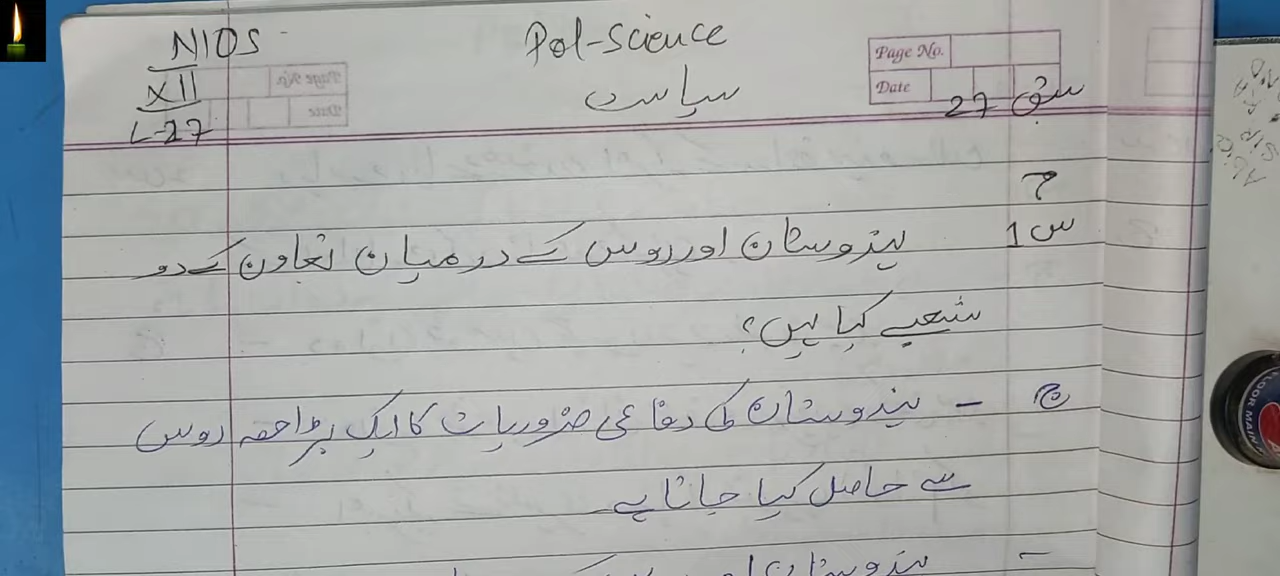 NIOS
XII
L-27
Pol-Science
سیاست
Page No.
Date
سبق 27
س 1 ہندوستان اور روس کے درمیان تعاون کے دو
شعبے کیا ہیں؟
ج - ہندوستان کی دفاعی ضروریات کا ایک بڑا حصہ روس
سے حاصل کیا جاتا ہے